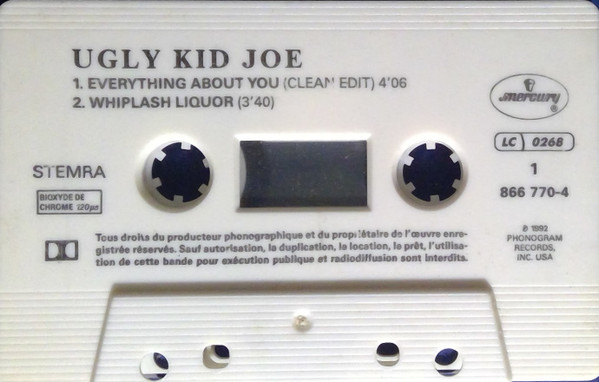 UGLY KID JOE
1. EVERYTHING ABOUT YOU (CLEAN EDIT) 4'06
2. WHIPLASH LIQUOR (3'40)
mercury
LC 0268
STEMRA
1
866 770-4
BIOXYDE DE
CHROME 120µs
Tous droits du producteur phonographique et du propriétaire de l'œuvre enre-
gistrée réservés. Sauf autorisation, la duplication, la location, le prêt, l'utilisa-
tion de cette bande pour exécution publique et radiodiffusion sont interdits.
℗ 1992
PHONOGRAM
RECORDS,
INC. USA